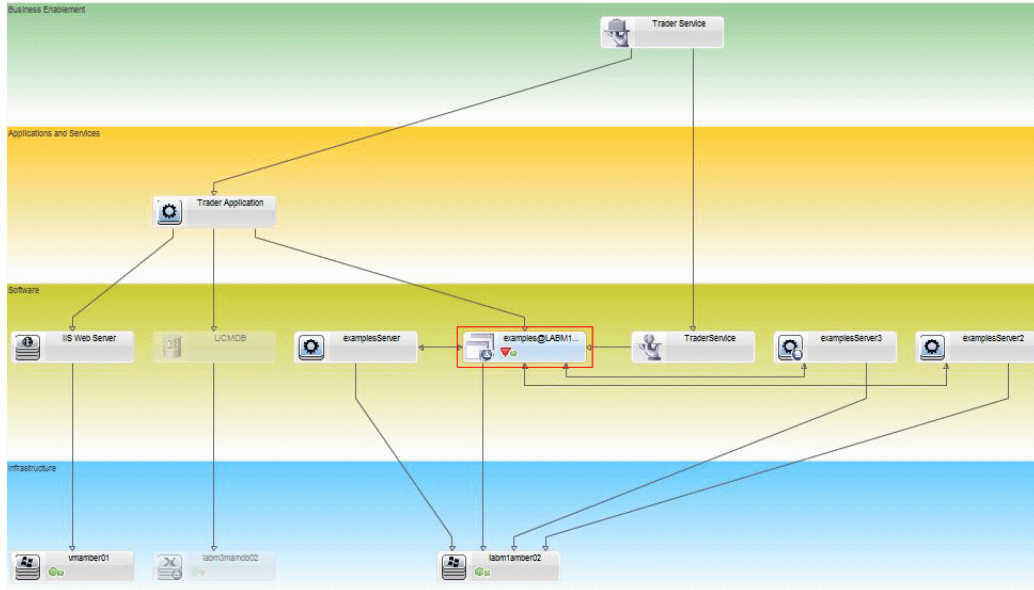 Business Enablement
Trader Service
Applications and Services
Trader Application
Software
IIS Web Server
UCMDB
examplesServer
examples@LABM1...
TraderService
examplesServer3
examplesServer2
Infrastructure
vmamber01
labm3mamdb02
labm1amber02